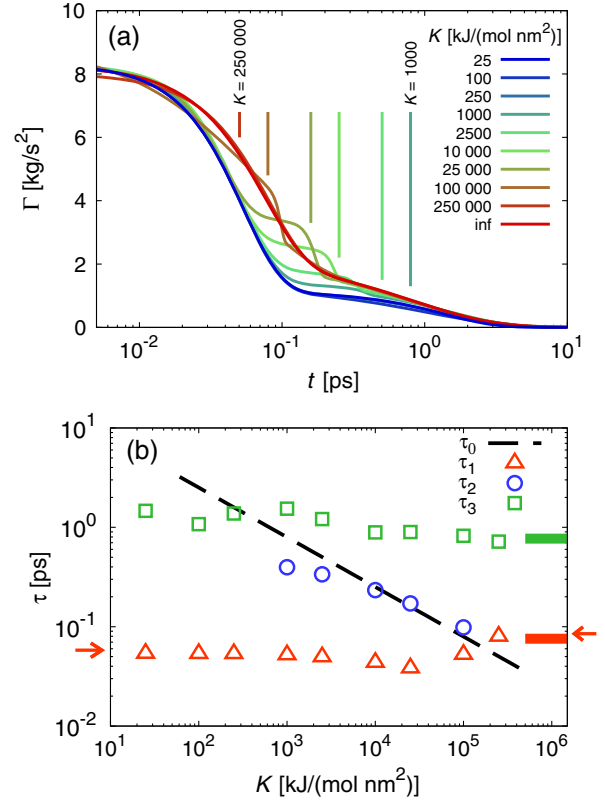 (a)
K [kJ/(mol nm²)]
25
100
250
1000
2500
10 000
25 000
100 000
250 000
inf
K = 250 000
K = 1000
Γ [kg/s²]
10
8
6
4
2
0
10⁻² 10⁻¹ 10⁰ 10¹
t [ps]
(b)
τ₀
τ₁
τ₂
τ₃
τ [ps]
10¹
10⁰
10⁻¹
10⁻²
10¹ 10² 10³ 10⁴ 10⁵ 10⁶
K [kJ/(mol nm²)]